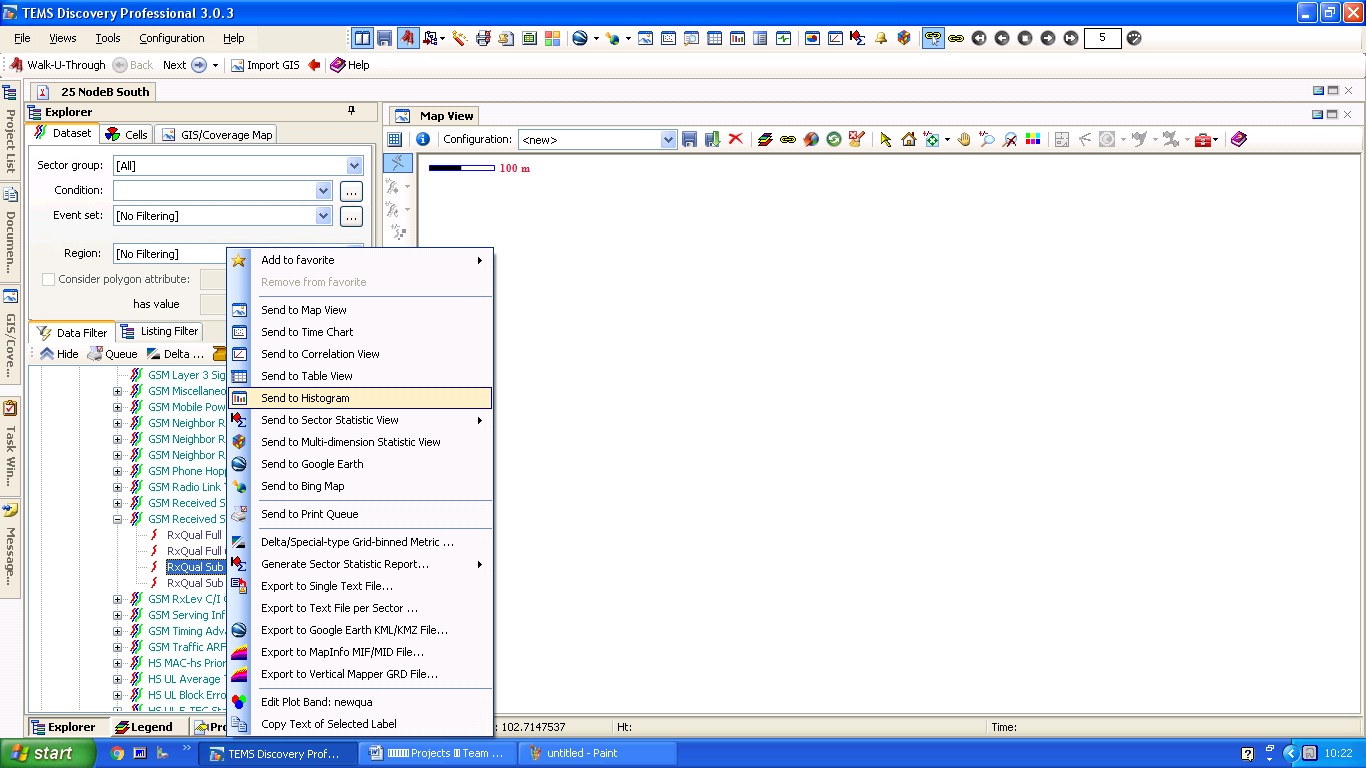 TEMS Discovery Professional 3.0.3
File Views Tools Configuration Help 5
Walk-U-Through Back Next Import GIS Help
25 NodeB South
Explorer
Map View
Dataset Cells GIS/Coverage Map
Configuration: <new>
Sector group: [All]
100 m
Condition: ...
Event set: [No Filtering] ...
Region: [No Filtering]
Consider polygon attribute:
has value
Data Filter Listing Filter
Hide Queue Delta ...
Project List
Documen...
GIS/Cove...
Task Win...
Message...
GSM Layer 3 Sig
GSM Miscellaneo
GSM Mobile Pow
GSM Neighbor R
GSM Neighbor R
GSM Neighbor R
GSM Phone Hop
GSM Radio Link T
GSM Received S
GSM Received S
RxQual Full
RxQual Full
RxQual Sub
RxQual Sub
GSM RxLev C/I
GSM Serving Inf
GSM Timing Adv
GSM Traffic ARF
HS MAC-hs Prior
HS UL Average
HS UL Block Erro
Add to favorite
Remove from favorite
Send to Map View
Send to Time Chart
Send to Correlation View
Send to Table View
Send to Histogram
Send to Sector Statistic View
Send to Multi-dimension Statistic View
Send to Google Earth
Send to Bing Map
Send to Print Queue
Delta/Special-type Grid-binned Metric ...
Generate Sector Statistic Report...
Export to Single Text File...
Export to Text File per Sector ...
Export to Google Earth KML/KMZ File...
Export to MapInfo MIF/MID File...
Export to Vertical Mapper GRD File...
Edit Plot Band: newqua
Copy Text of Selected Label
Explorer Legend Pro : 102.7147537 Ht: Time:
start TEMS Discovery Prof... Projects Team ... untitled - Paint 10:22